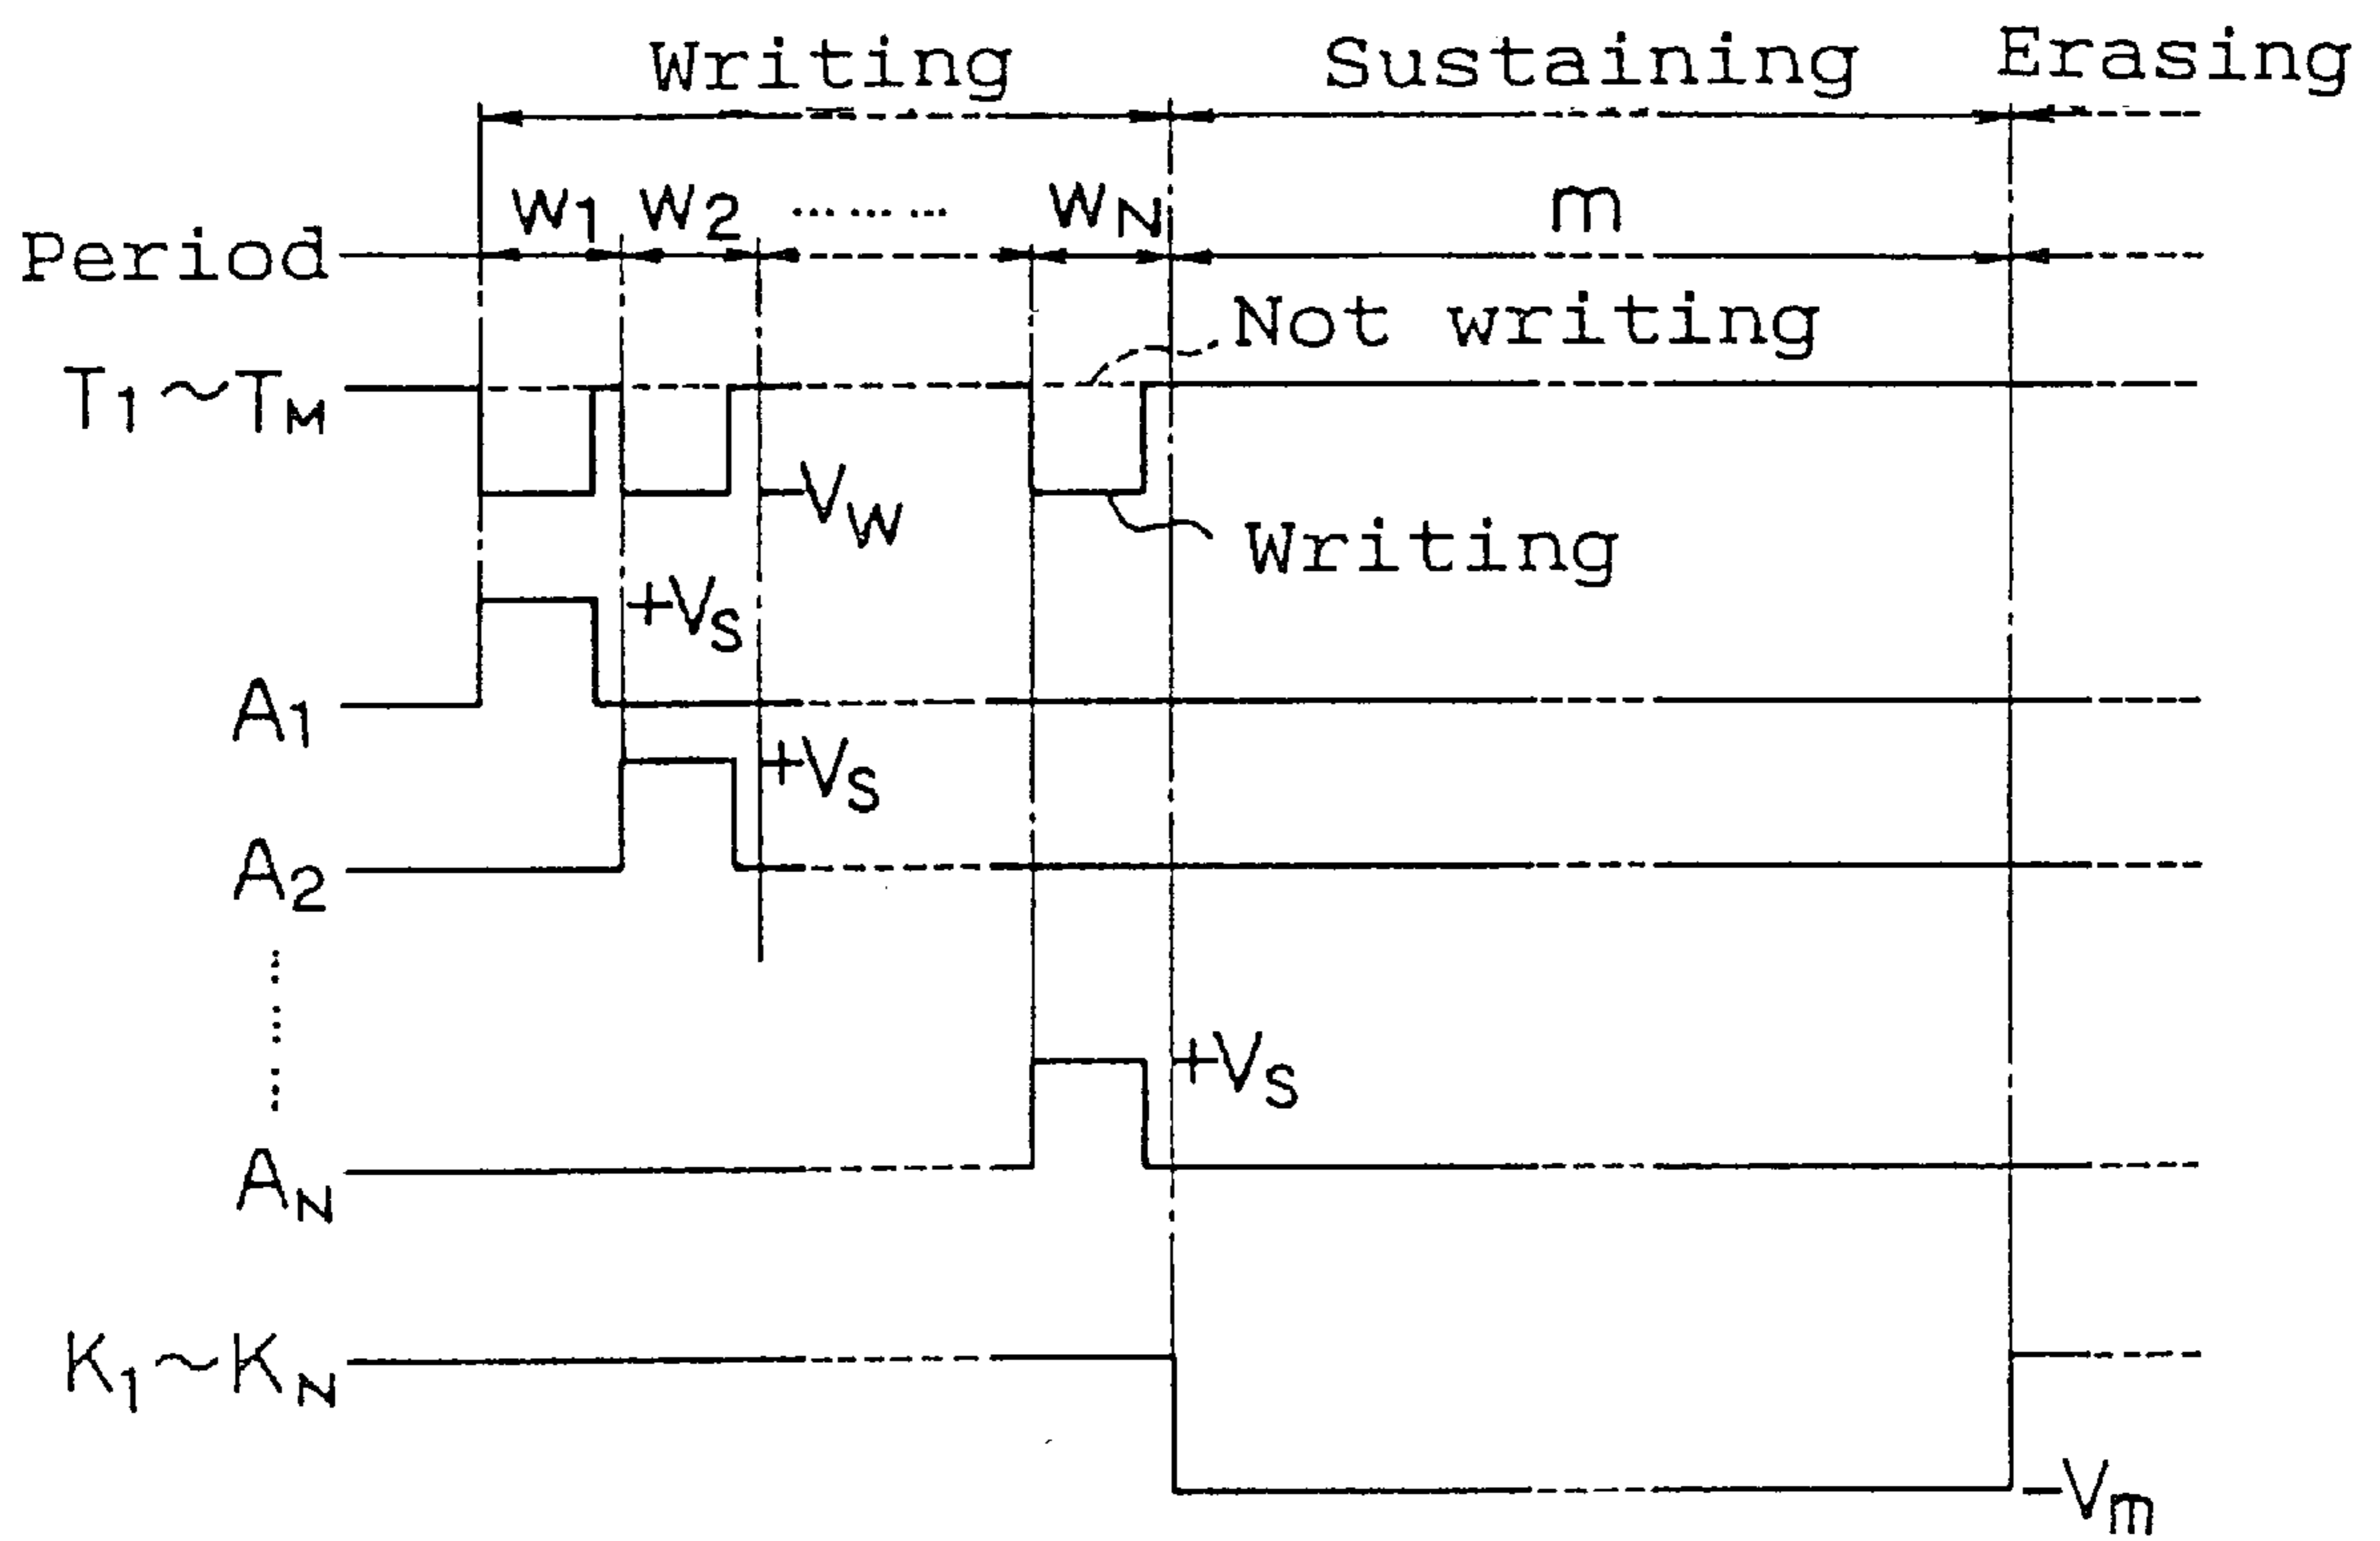 Writing Sustaining Erasing
W1 W2 ......... WN m
Period
Not writing
T1~TM
-VW
Writing
+VS
A1
+VS
A2
+VS
AN
K1~KN
-Vm